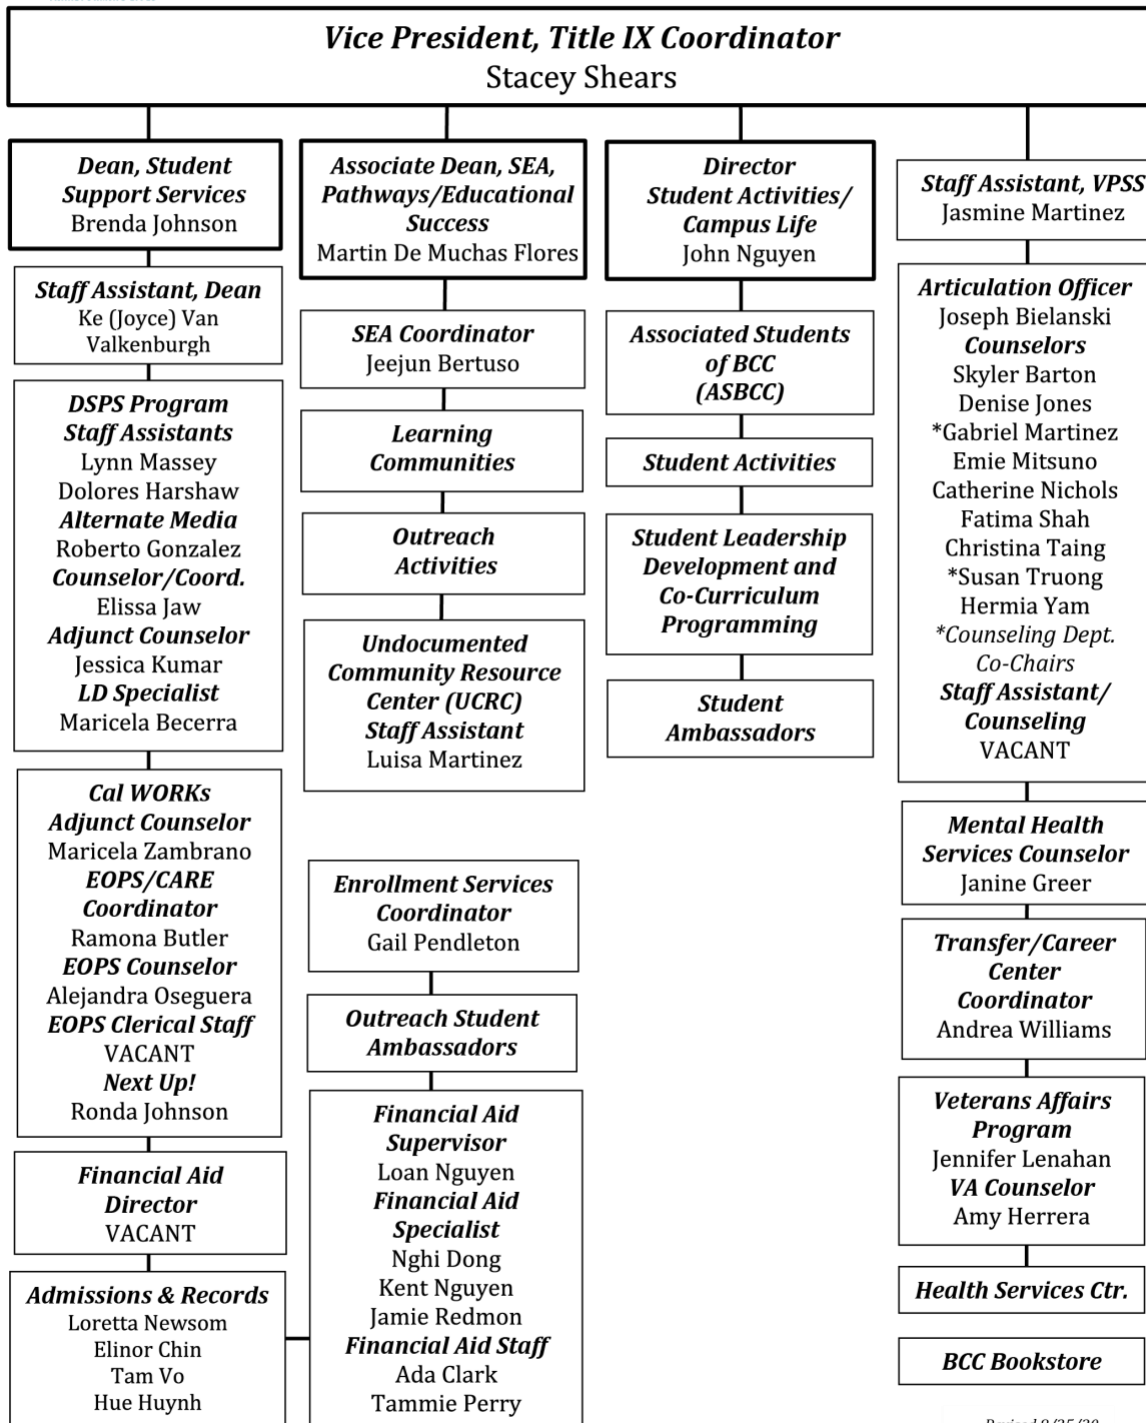 Vice President, Title IX Coordinator
Stacey Shears
Dean, Student
Support Services
Brenda Johnson
Staff Assistant, Dean
Ke (Joyce) Van
Valkenburgh
DSPS Program
Staff Assistants
Lynn Massey
Dolores Harshaw
Alternate Media
Roberto Gonzalez
Counselor/Coord.
Elissa Jaw
Adjunct Counselor
Jessica Kumar
LD Specialist
Maricela Becerra
Cal WORKs
Adjunct Counselor
Maricela Zambrano
EOPS/CARE
Coordinator
Ramona Butler
EOPS Counselor
Alejandra Oseguera
EOPS Clerical Staff
VACANT
Next Up!
Ronda Johnson
Financial Aid
Director
VACANT
Admissions & Records
Loretta Newsom
Elinor Chin
Tam Vo
Hue Huynh
Associate Dean, SEA,
Pathways/Educational
Success
Martin De Muchas Flores
SEA Coordinator
Jeejun Bertuso
Learning
Communities
Outreach
Activities
Undocumented
Community Resource
Center (UCRC)
Staff Assistant
Luisa Martinez
Enrollment Services
Coordinator
Gail Pendleton
Outreach Student
Ambassadors
Financial Aid
Supervisor
Loan Nguyen
Financial Aid
Specialist
Nghi Dong
Kent Nguyen
Jamie Redmon
Financial Aid Staff
Ada Clark
Tammie Perry
Director
Student Activities/
Campus Life
John Nguyen
Associated Students
of BCC
(ASBCC)
Student Activities
Student Leadership
Development and
Co-Curriculum
Programming
Student
Ambassadors
Staff Assistant, VPSS
Jasmine Martinez
Articulation Officer
Joseph Bielanski
Counselors
Skyler Barton
Denise Jones
*Gabriel Martinez
Emie Mitsuno
Catherine Nichols
Fatima Shah
Christina Taing
*Susan Truong
Hermia Yam
*Counseling Dept.
Co-Chairs
Staff Assistant/
Counseling
VACANT
Mental Health
Services Counselor
Janine Greer
Transfer/Career
Center
Coordinator
Andrea Williams
Veterans Affairs
Program
Jennifer Lenahan
VA Counselor
Amy Herrera
Health Services Ctr.
BCC Bookstore